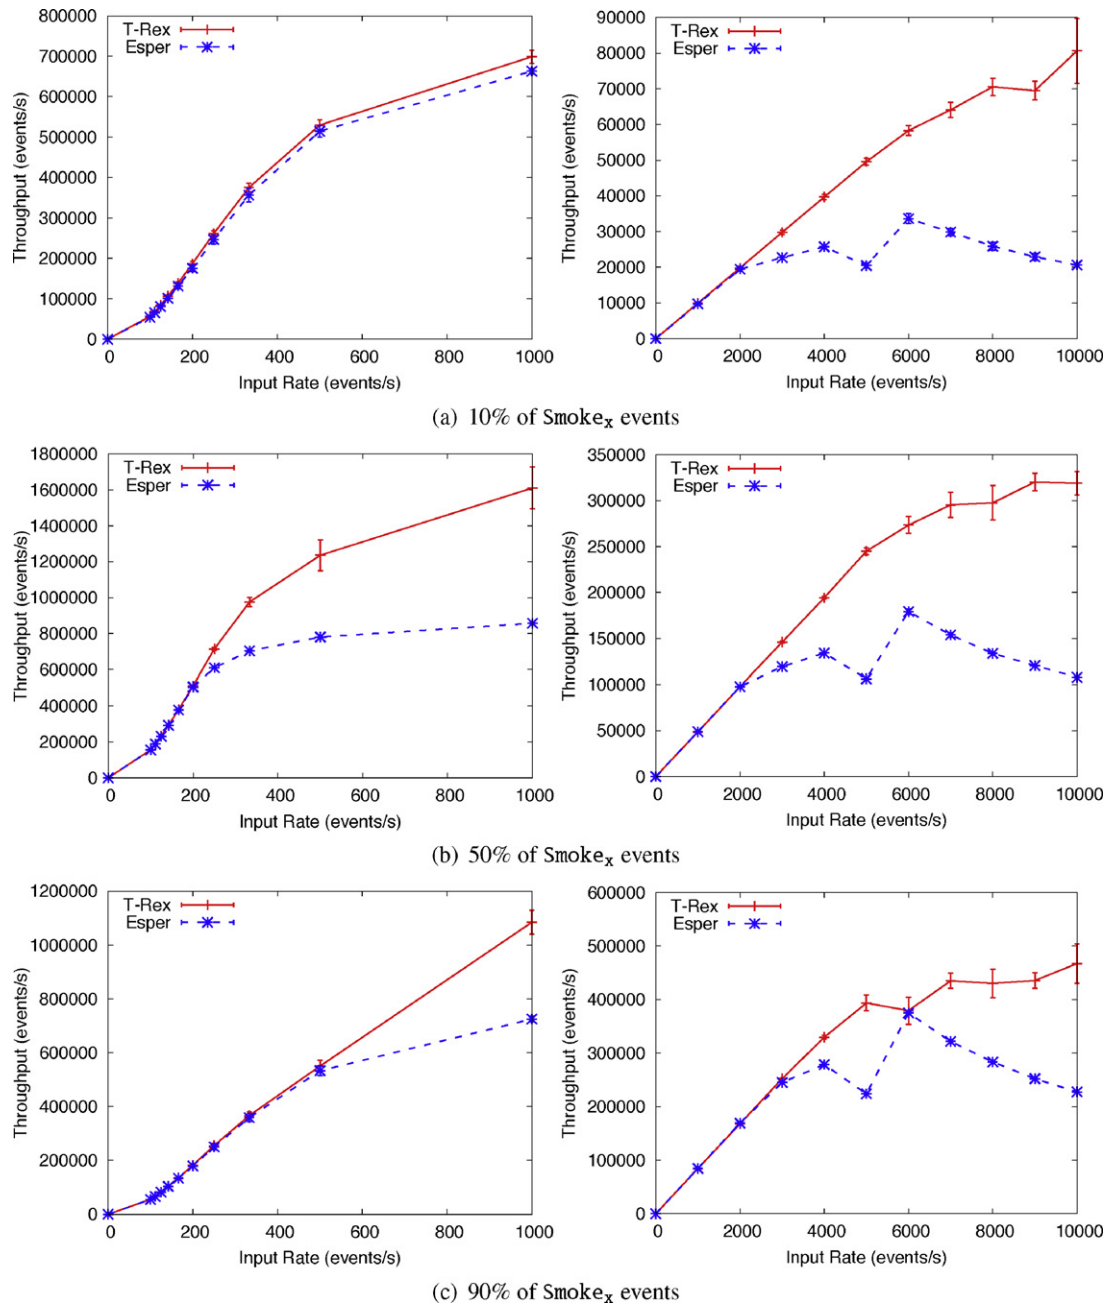 T-Rex
Esper
Throughput (events/s)
800000
700000
600000
500000
400000
300000
200000
100000
0
0 200 400 600 800 1000
Input Rate (events/s)
T-Rex
Esper
Throughput (events/s)
90000
80000
70000
60000
50000
40000
30000
20000
10000
0
0 2000 4000 6000 8000 10000
Input Rate (events/s)
(a) 10% of Smokex events
T-Rex
Esper
Throughput (events/s)
1800000
1600000
1400000
1200000
1000000
800000
600000
400000
200000
0
0 200 400 600 800 1000
Input Rate (events/s)
T-Rex
Esper
Throughput (events/s)
350000
300000
250000
200000
150000
100000
50000
0
0 2000 4000 6000 8000 10000
Input Rate (events/s)
(b) 50% of Smokex events
T-Rex
Esper
Throughput (events/s)
1200000
1000000
800000
600000
400000
200000
0
0 200 400 600 800 1000
Input Rate (events/s)
T-Rex
Esper
Throughput (events/s)
600000
500000
400000
300000
200000
100000
0
0 2000 4000 6000 8000 10000
Input Rate (events/s)
(c) 90% of Smokex events